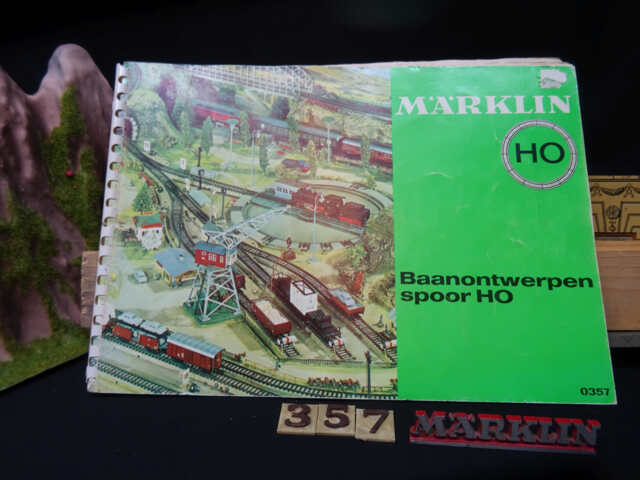 MÄRKLIN
HO
Baanontwerpen
spoor HO
0357
357
MÄRKLIN